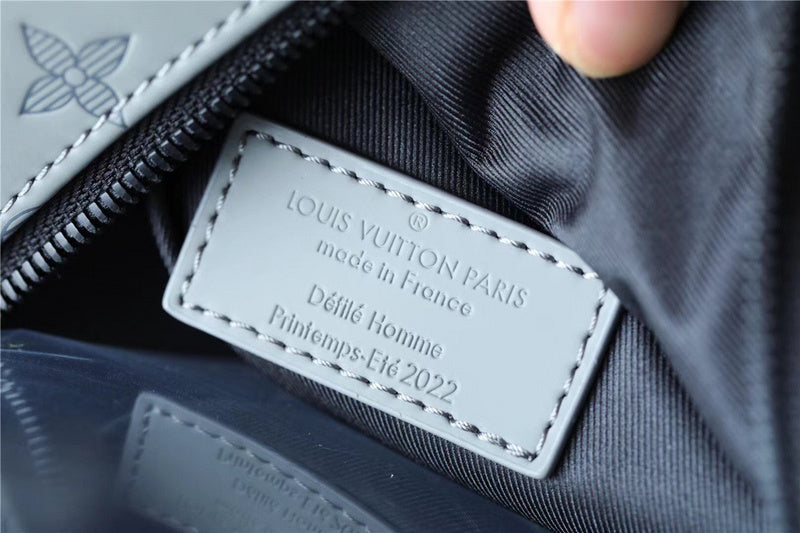 ®
LOUIS VUITTON PARIS
made in France
Défilé Homme
Printemps-Eté 2022